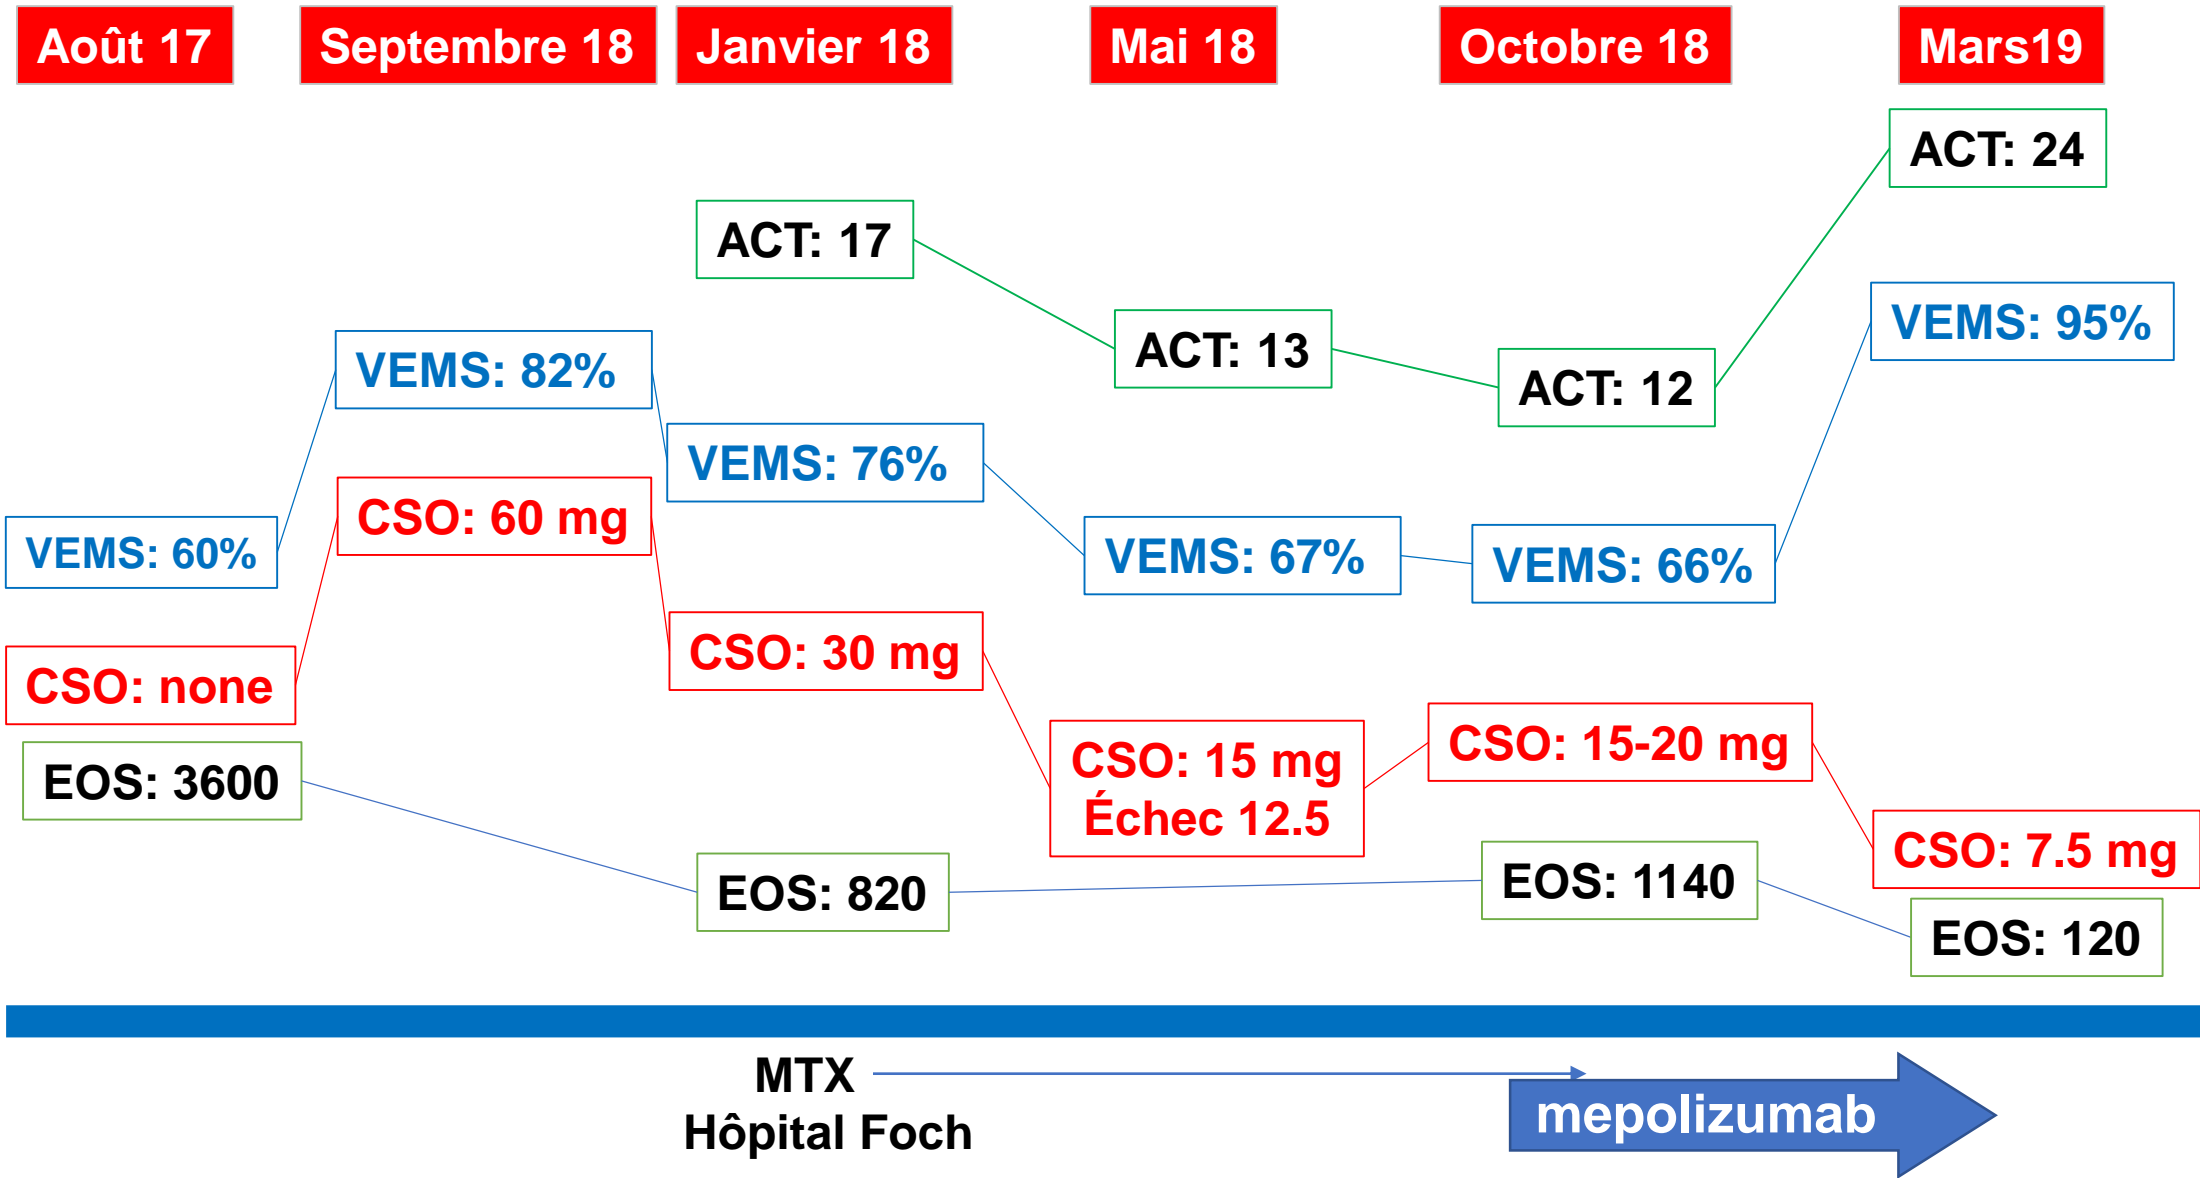 Août 17
Septembre 18
Janvier 18
Mai 18
Octobre 18
Mars19
ACT: 24
ACT: 17
ACT: 13
ACT: 12
VEMS: 95%
VEMS: 82%
VEMS: 76%
VEMS: 60%
VEMS: 67%
VEMS: 66%
CSO: 60 mg
CSO: none
CSO: 30 mg
CSO: 15 mg
Échec 12.5
CSO: 15-20 mg
CSO: 7.5 mg
EOS: 3600
EOS: 820
EOS: 1140
EOS: 120
MTX
Hôpital Foch
mepolizumab